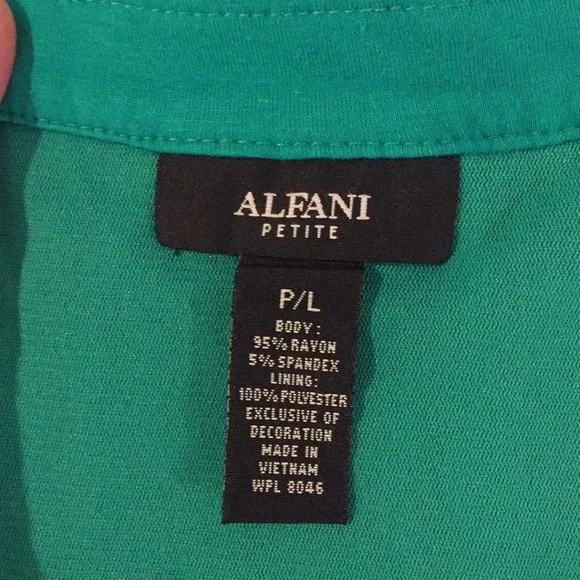 ALFANI
PETITE
P/L
BODY:
95% RAYON
5% SPANDEX
LINING:
100% POLYESTER
EXCLUSIVE OF
DECORATION
MADE IN
VIETNAM
WPL 8046